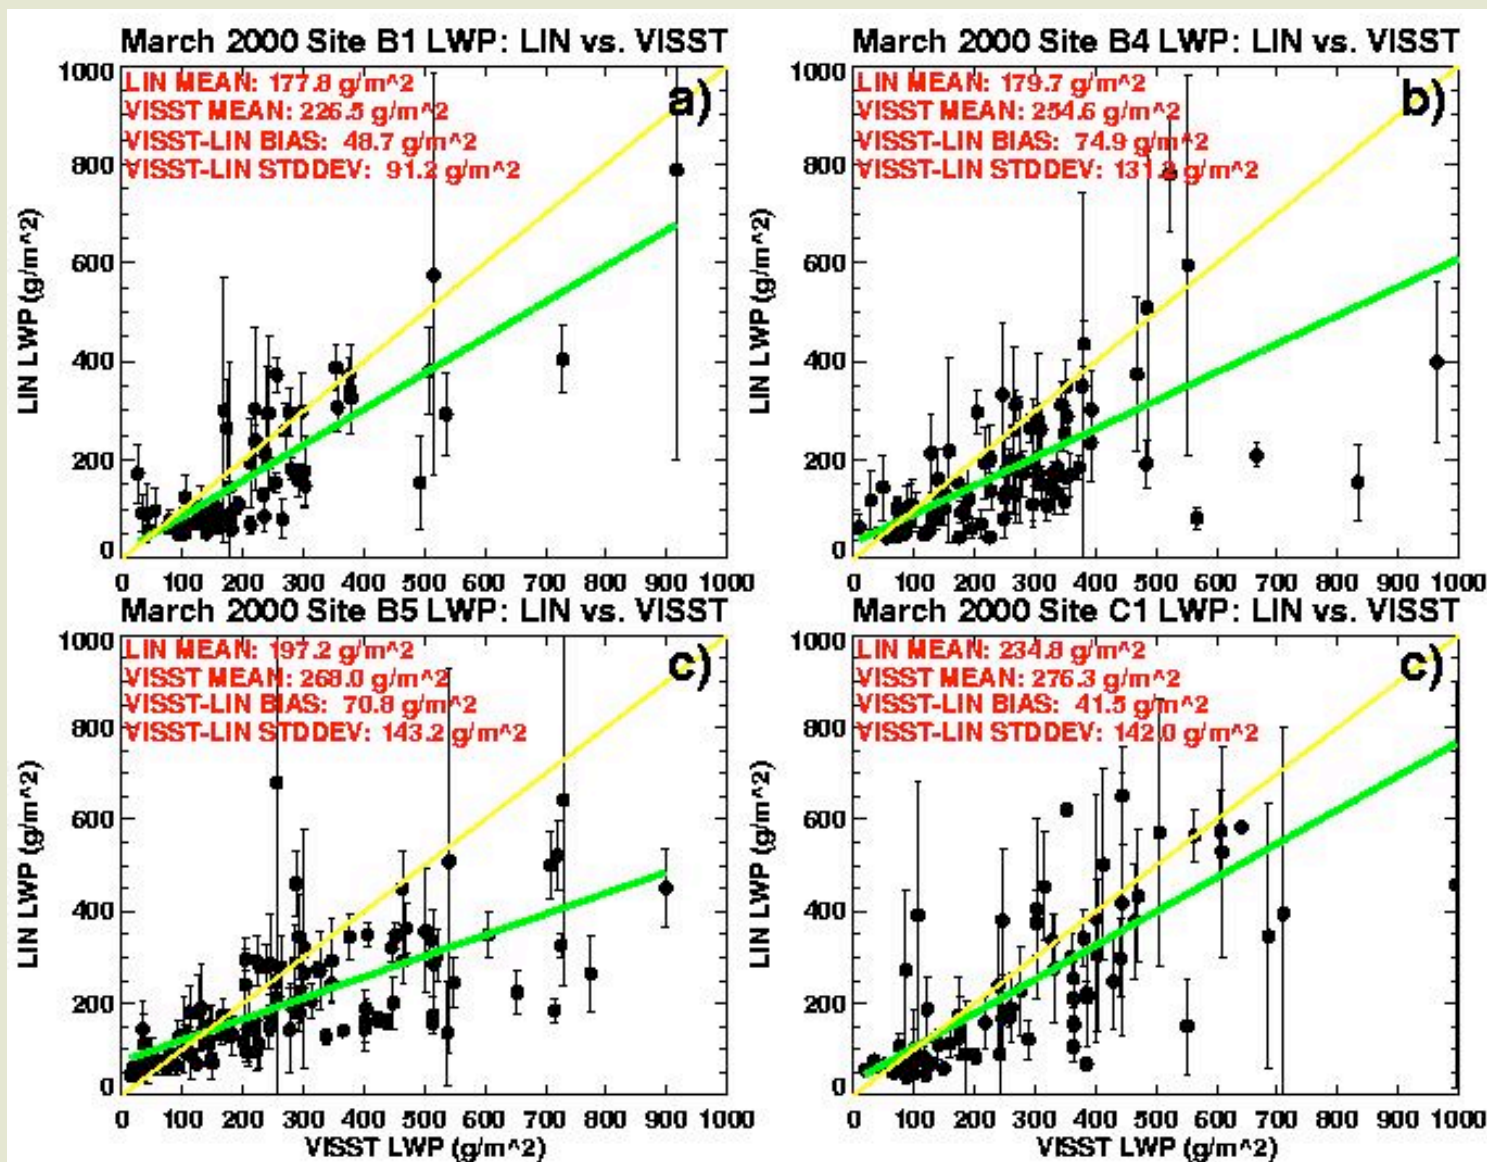 March 2000 Site B1 LWP: LIN vs. VISST
LIN MEAN: 177.8 g/m^2
VISST MEAN: 226.5 g/m^2
VISST-LIN BIAS: 48.7 g/m^2
VISST-LIN STDDEV: 91.2 g/m^2
a)
LIN LWP (g/m^2)
1000
800
600
400
200
0
0 100 200 300 400 500 600 700 800 900 1000
March 2000 Site B4 LWP: LIN vs. VISST
LIN MEAN: 179.7 g/m^2
VISST MEAN: 254.6 g/m^2
VISST-LIN BIAS: 74.9 g/m^2
VISST-LIN STDDEV: g/m^2
b)
LIN LWP (g/m^2)
1000
800
600
400
200
0
0 100 200 300 400 500 600 700 800 900 1000
March 2000 Site B5 LWP: LIN vs. VISST
LIN MEAN: 197.2 g/m^2
VISST MEAN: 268.0 g/m^2
VISST-LIN BIAS: 70.8 g/m^2
VISST-LIN STDDEV: 143.2 g/m^2
c)
LIN LWP (g/m^2)
1000
800
600
400
200
0
0 100 200 300 400 500 600 700 800 900 1000
VISST LWP (g/m^2)
March 2000 Site C1 LWP: LIN vs. VISST
LIN MEAN: 234.8 g/m^2
VISST MEAN: 276.3 g/m^2
VISST-LIN BIAS: 41.5 g/m^2
VISST-LIN STDDEV: 142.0 g/m^2
c)
LIN LWP (g/m^2)
1000
800
600
400
200
0
0 100 200 300 400 500 600 700 800 900 1000
VISST LWP (g/m^2)